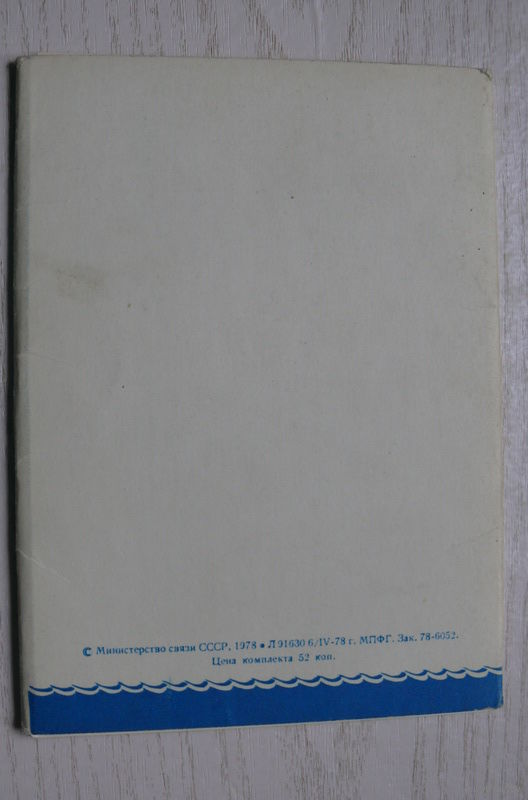 © Министерство связи СССР, 1978 • Л 91630 6/IV-78 г. МПФГ. Зак. 78-6052.
Цена комплекта 52 коп.